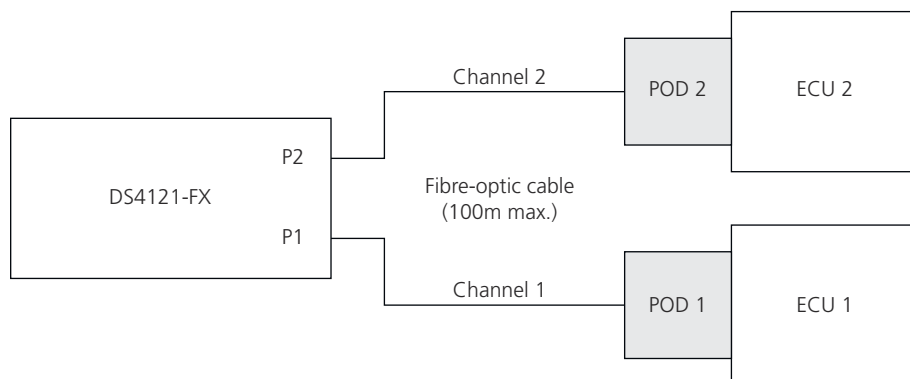 Channel 2
POD 2
ECU 2
P2
DS4121-FX
Fibre-optic cable
(100m max.)
P1
Channel 1
POD 1
ECU 1